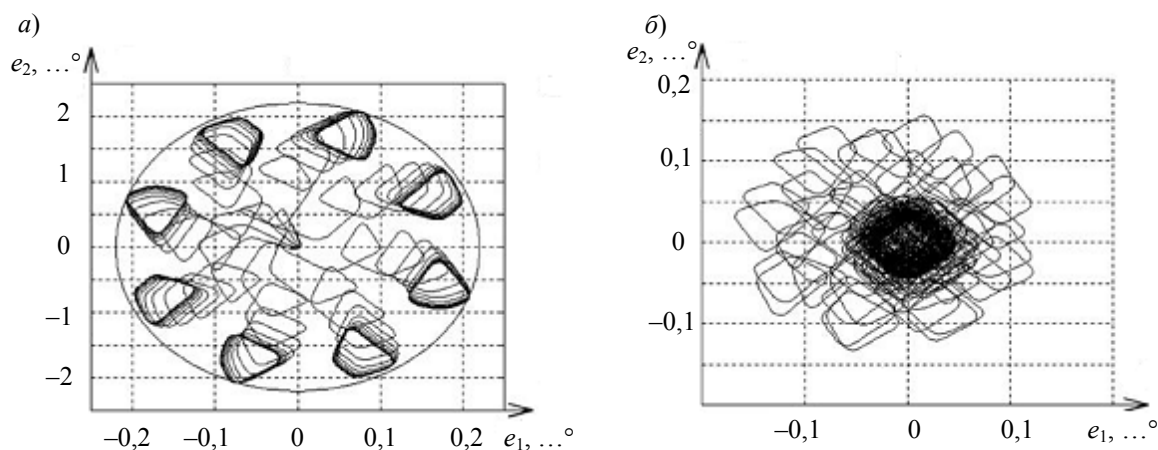 а)
e2, …°
2
1
0
–1
–2
–0,2 –0,1 0 0,1 0,2 e1, …°
б)
e2, …°
0,2
0,1
0
–0,1
–0,1 0 0,1 e1, …°